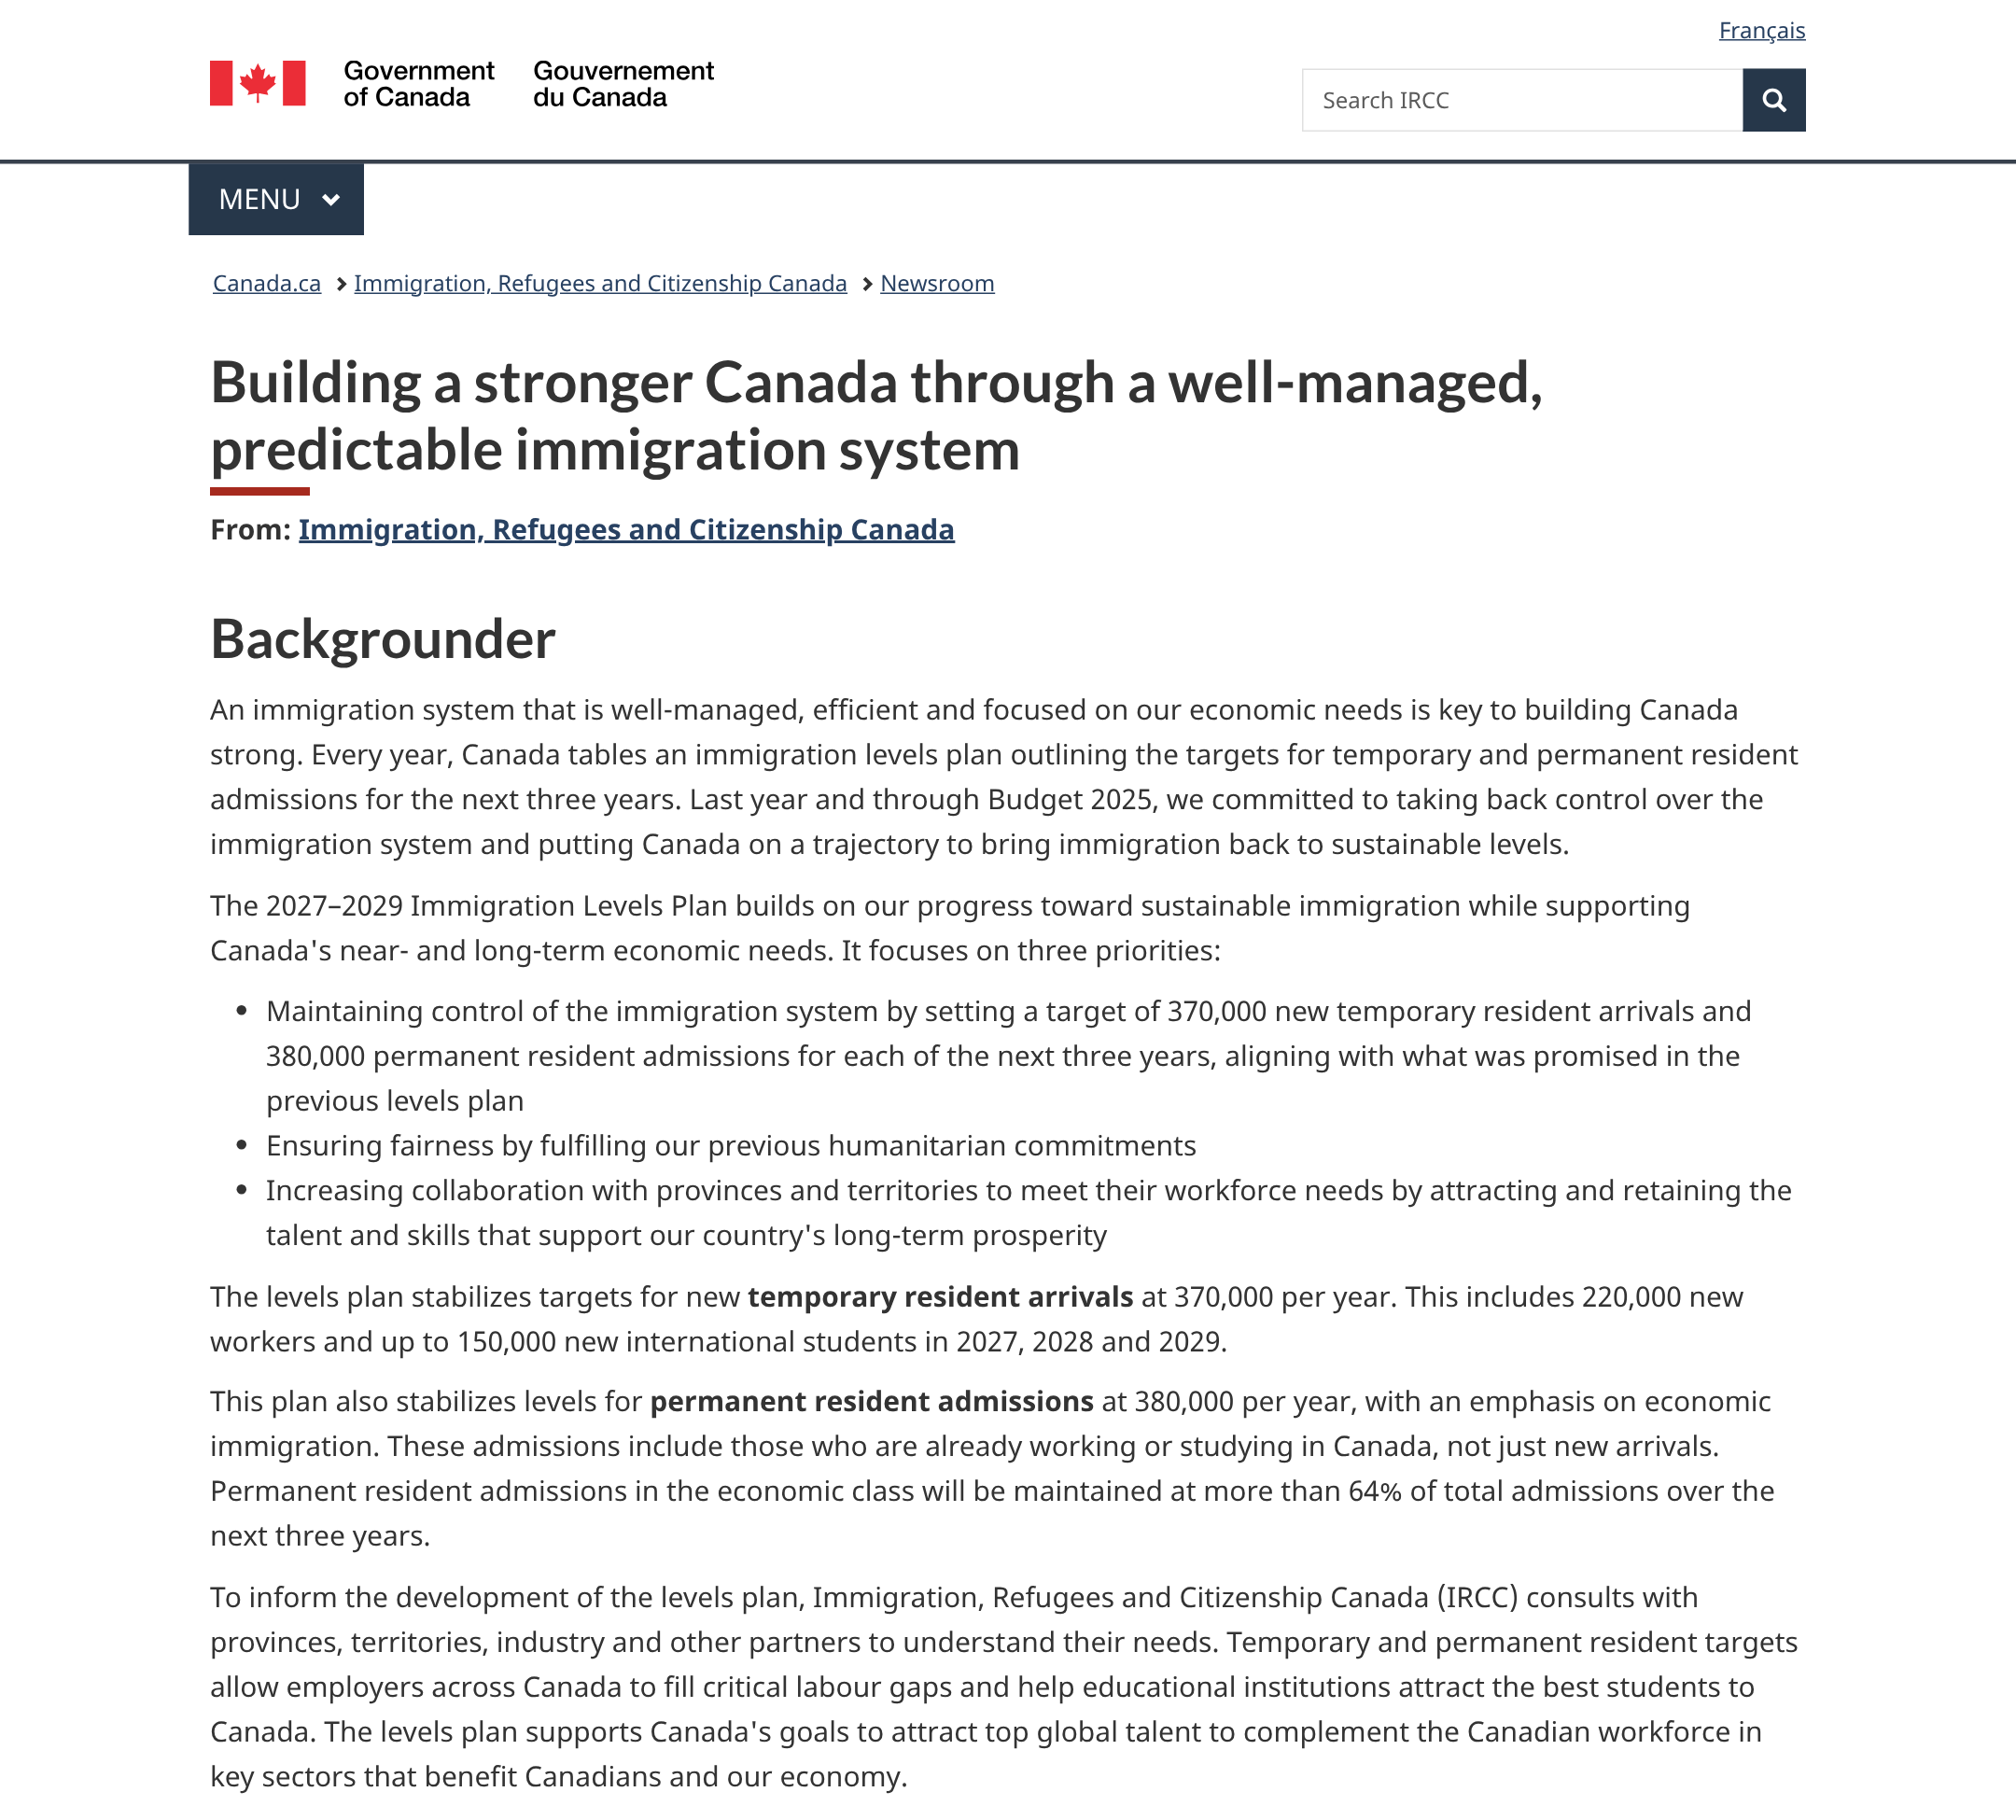 Français
Government
of Canada
Gouvernement
du Canada
Search IRCC
MENU
Canada.ca
Immigration, Refugees and Citizenship Canada
Newsroom
Building a stronger Canada through a well-managed,
predictable immigration system
From: Immigration, Refugees and Citizenship Canada
Backgrounder
An immigration system that is well-managed, efficient and focused on our economic needs is key to building Canada
strong. Every year, Canada tables an immigration levels plan outlining the targets for temporary and permanent resident
admissions for the next three years. Last year and through Budget 2025, we committed to taking back control over the
immigration system and putting Canada on a trajectory to bring immigration back to sustainable levels.
The 2027–2029 Immigration Levels Plan builds on our progress toward sustainable immigration while supporting
Canada's near- and long-term economic needs. It focuses on three priorities:
• Maintaining control of the immigration system by setting a target of 370,000 new temporary resident arrivals and
380,000 permanent resident admissions for each of the next three years, aligning with what was promised in the
previous levels plan
• Ensuring fairness by fulfilling our previous humanitarian commitments
• Increasing collaboration with provinces and territories to meet their workforce needs by attracting and retaining the
talent and skills that support our country's long-term prosperity
The levels plan stabilizes targets for new temporary resident arrivals at 370,000 per year. This includes 220,000 new
workers and up to 150,000 new international students in 2027, 2028 and 2029.
This plan also stabilizes levels for permanent resident admissions at 380,000 per year, with an emphasis on economic
immigration. These admissions include those who are already working or studying in Canada, not just new arrivals.
Permanent resident admissions in the economic class will be maintained at more than 64% of total admissions over the
next three years.
To inform the development of the levels plan, Immigration, Refugees and Citizenship Canada (IRCC) consults with
provinces, territories, industry and other partners to understand their needs. Temporary and permanent resident targets
allow employers across Canada to fill critical labour gaps and help educational institutions attract the best students to
Canada. The levels plan supports Canada's goals to attract top global talent to complement the Canadian workforce in
key sectors that benefit Canadians and our economy.